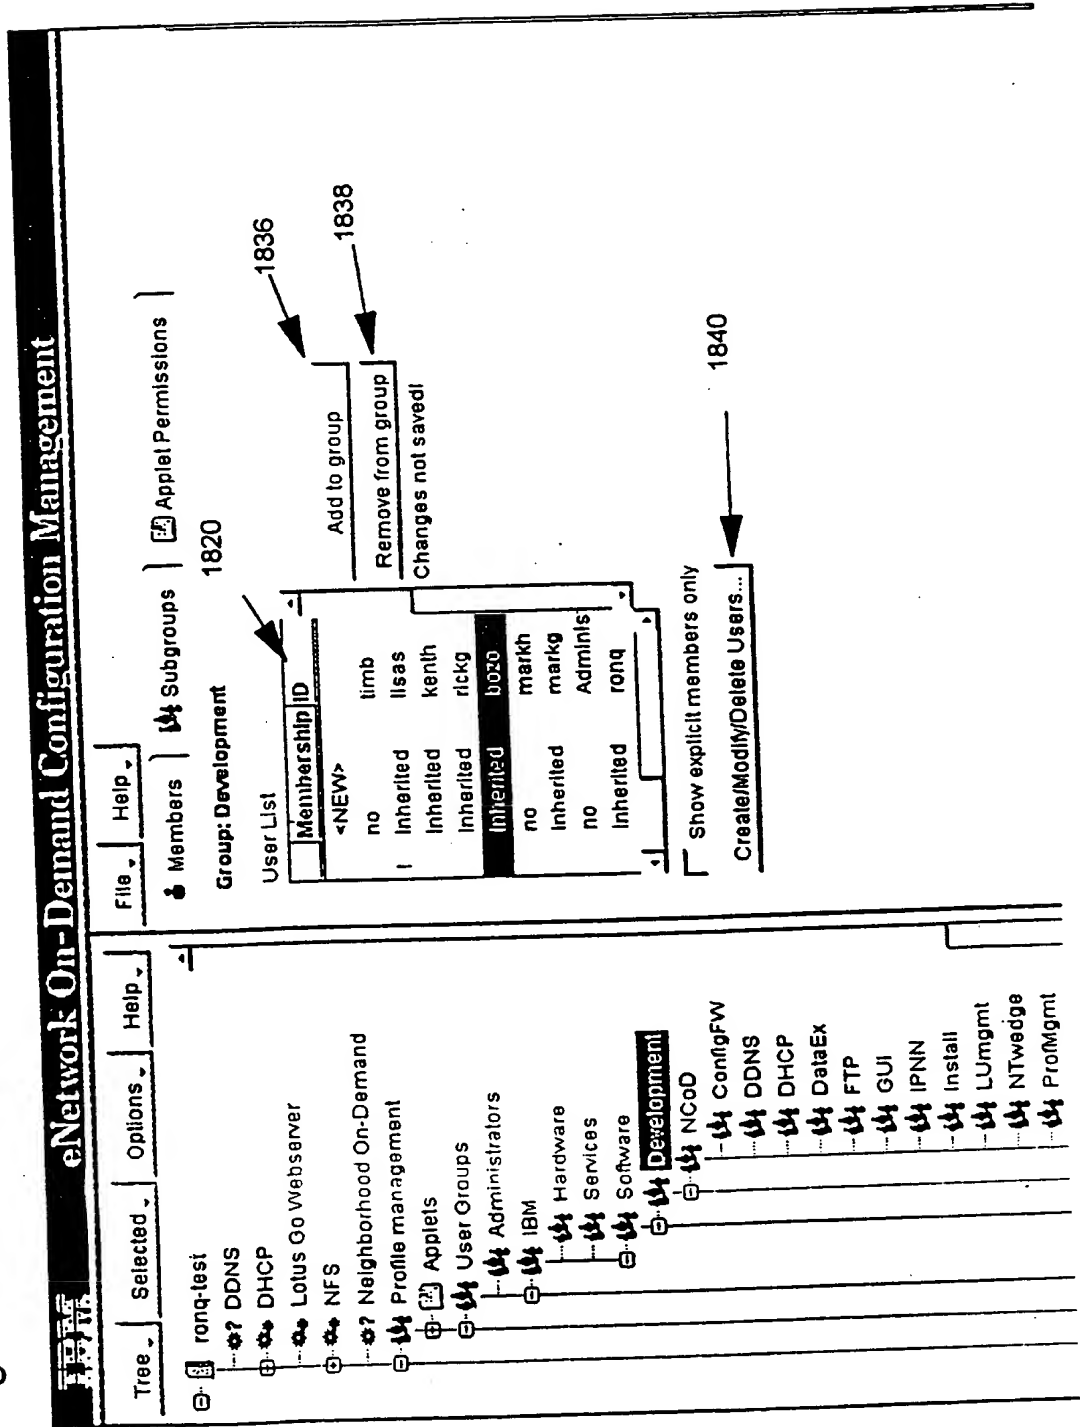 IBM
eNetwork On-Demand Configuration Management
Tree
Selected
Options
Help
ronq-test
DDNS
DHCP
Lotus Go Webserver
NFS
Neighborhood On-Demand
Profile management
Applets
User Groups
Administrators
IBM
Hardware
Services
Software
Development
NCoD
ConfigFW
DDNS
DHCP
DataEx
FTP
GUI
IPNN
Install
LUmgmt
NTwedge
ProfMgmt
File
Help
Members
Subgroups
Applet Permissions
Group: Development
1820
User List
Membership ID
<NEW>
no timb
Inherited lisas
Inherited kenth
Inherited rickg
Inherited bozo
no markh
Inherited markg
no Adminis
Inherited ronq
Add to group
1836
Remove from group
1838
Changes not saved!
Show explicit members only
Create/Modify/Delete Users...
1840